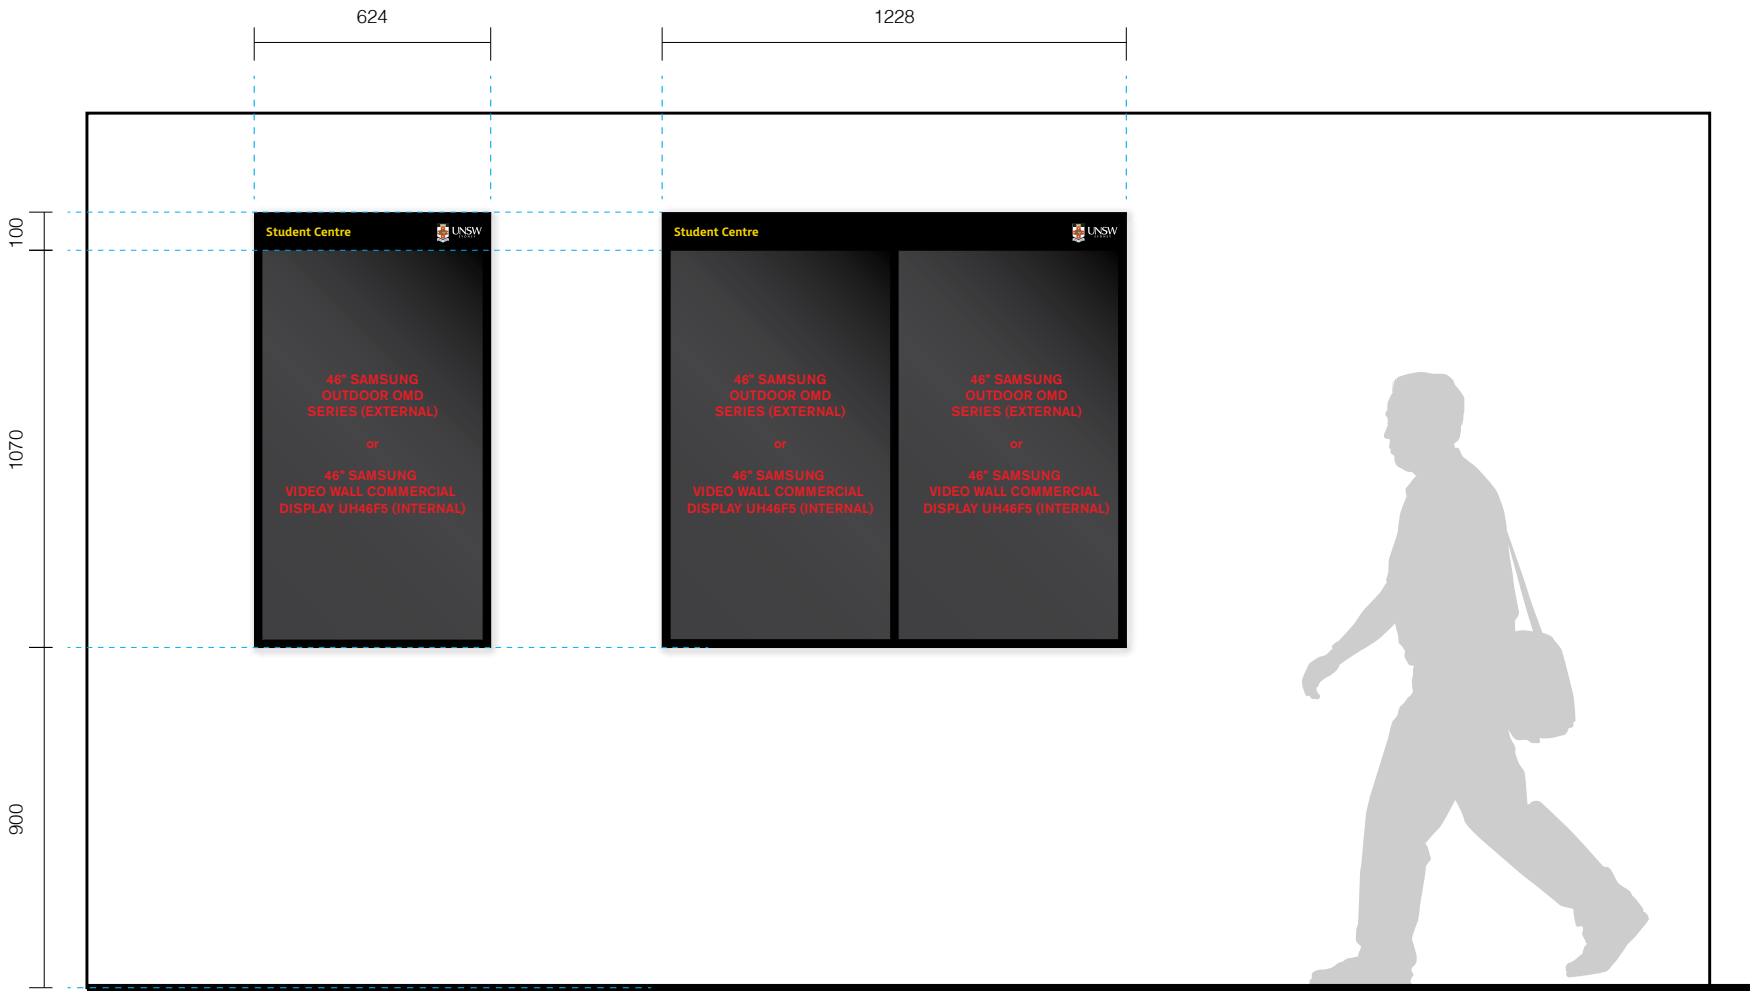 624
1228
100
1070
900
Student Centre
UNSW
SYDNEY
46" SAMSUNG
OUTDOOR OMD
SERIES (EXTERNAL)
or
46" SAMSUNG
VIDEO WALL COMMERCIAL
DISPLAY UH46F5 (INTERNAL)
Student Centre
UNSW
SYDNEY
46" SAMSUNG
OUTDOOR OMD
SERIES (EXTERNAL)
or
46" SAMSUNG
VIDEO WALL COMMERCIAL
DISPLAY UH46F5 (INTERNAL)
46" SAMSUNG
OUTDOOR OMD
SERIES (EXTERNAL)
or
46" SAMSUNG
VIDEO WALL COMMERCIAL
DISPLAY UH46F5 (INTERNAL)